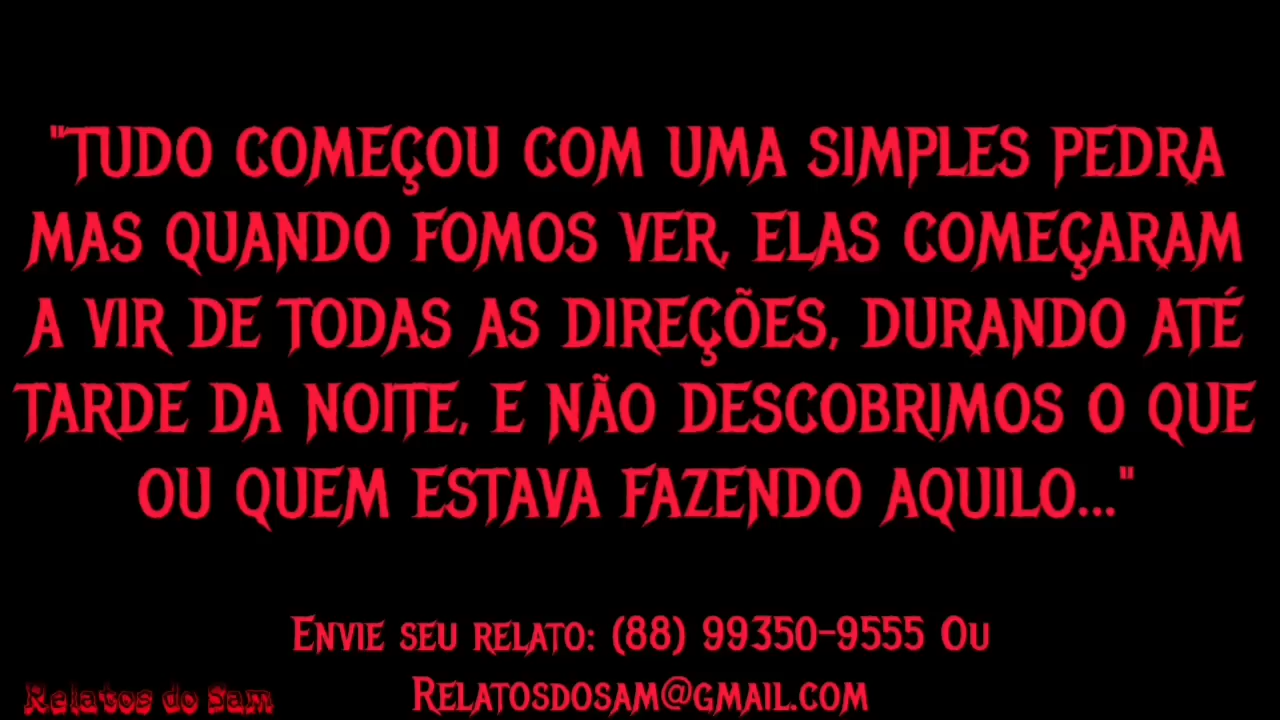 "TUDO COMEÇOU COM UMA SIMPLES PEDRA
MAS QUANDO FOMOS VER, ELAS COMEÇARAM
A VIR DE TODAS AS DIREÇÕES, DURANDO ATÉ
TARDE DA NOITE, E NÃO DESCOBRIMOS O QUE
OU QUEM ESTAVA FAZENDO AQUILO..."
ENVIE SEU RELATO: (88) 99350-9555 OU
RELATOSDOSAM@GMAIL.COM
Relatos do Sam